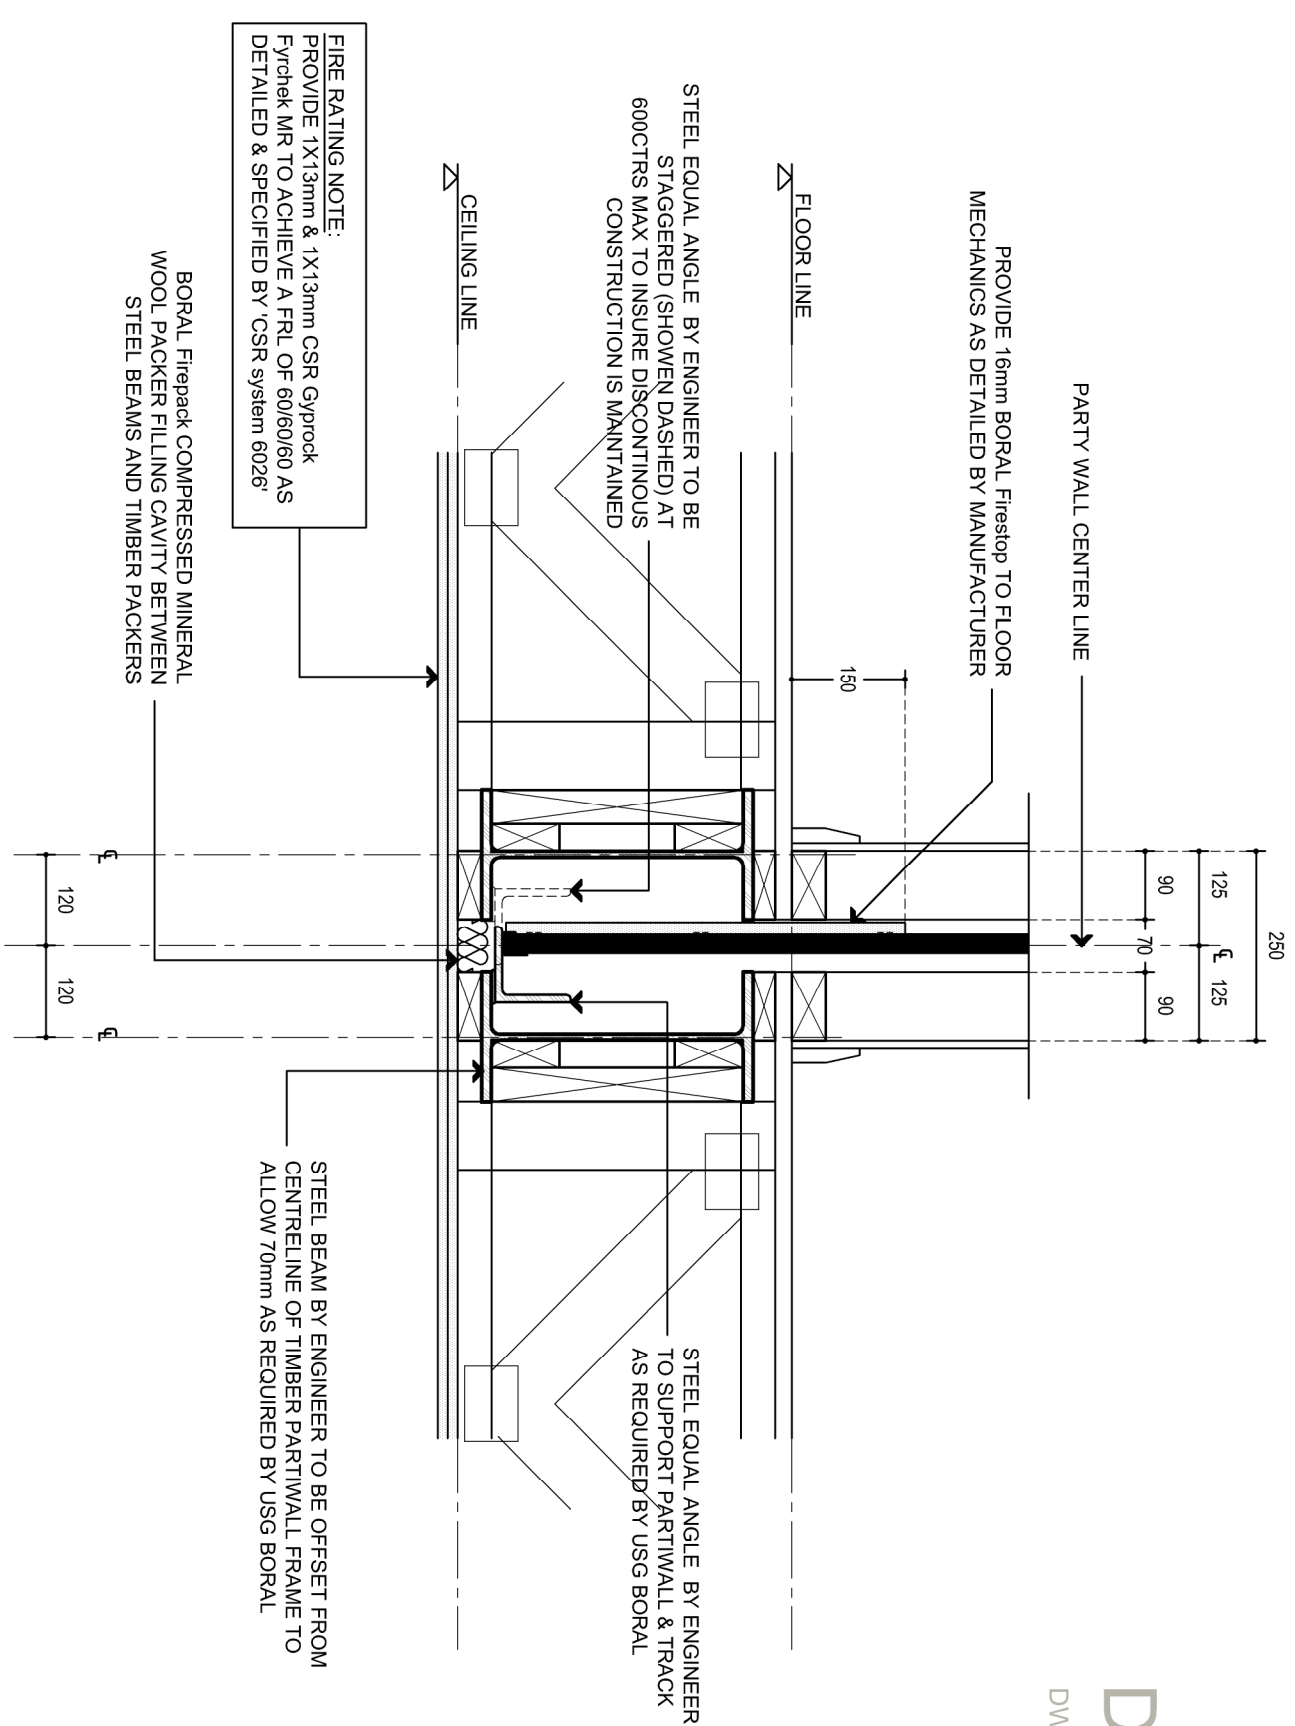 PARTY WALL CENTER LINE
PROVIDE 16mm BORAL Firestop TO FLOOR
MECHANICS AS DETAILED BY MANUFACTURER
FLOOR LINE
STEEL EQUAL ANGLE BY ENGINEER TO BE
STAGGERED (SHOWEN DASHED) AT
600CTRS MAX TO INSURE DISCONTINOUS
CONSTRUCTION IS MAINTAINED
CEILING LINE
FIRE RATING NOTE:
PROVIDE 1X13mm & 1X13mm CSR Gyprock
Fyrchek MR TO ACHIEVE A FRL OF 60/60/60 AS
DETAILED & SPECIFIED BY 'CSR system 6026'
BORAL Firepack COMPRESSED MINERAL
WOOL PACKER FILLING CAVITY BETWEEN
STEEL BEAMS AND TIMBER PACKERS
250
125
125
90
70
90
150
120
120
STEEL EQUAL ANGLE BY ENGINEER
TO SUPPORT PARTIWALL & TRACK
AS REQUIRED BY USG BORAL
STEEL BEAM BY ENGINEER TO BE OFFSET FROM
CENTRELINE OF TIMBER PARTIWALL FRAME TO
ALLOW 70mm AS REQUIRED BY USG BORAL